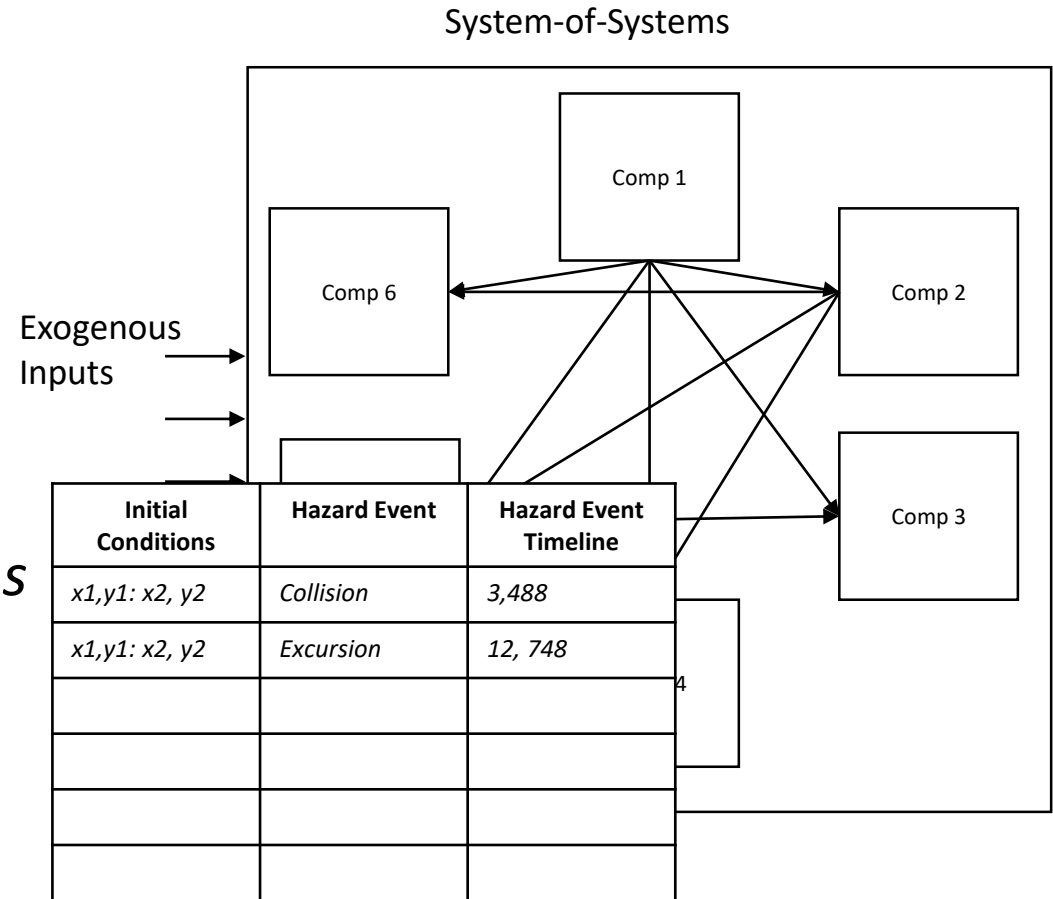 System-of-Systems
Comp 1
Comp 6
Comp 2
Exogenous
Inputs
Comp 3
Initial
Conditions
Hazard Event
Hazard Event
Timeline
s
x1,y1: x2, y2
Collision
3,488
x1,y1: x2, y2
Excursion
12, 748
4